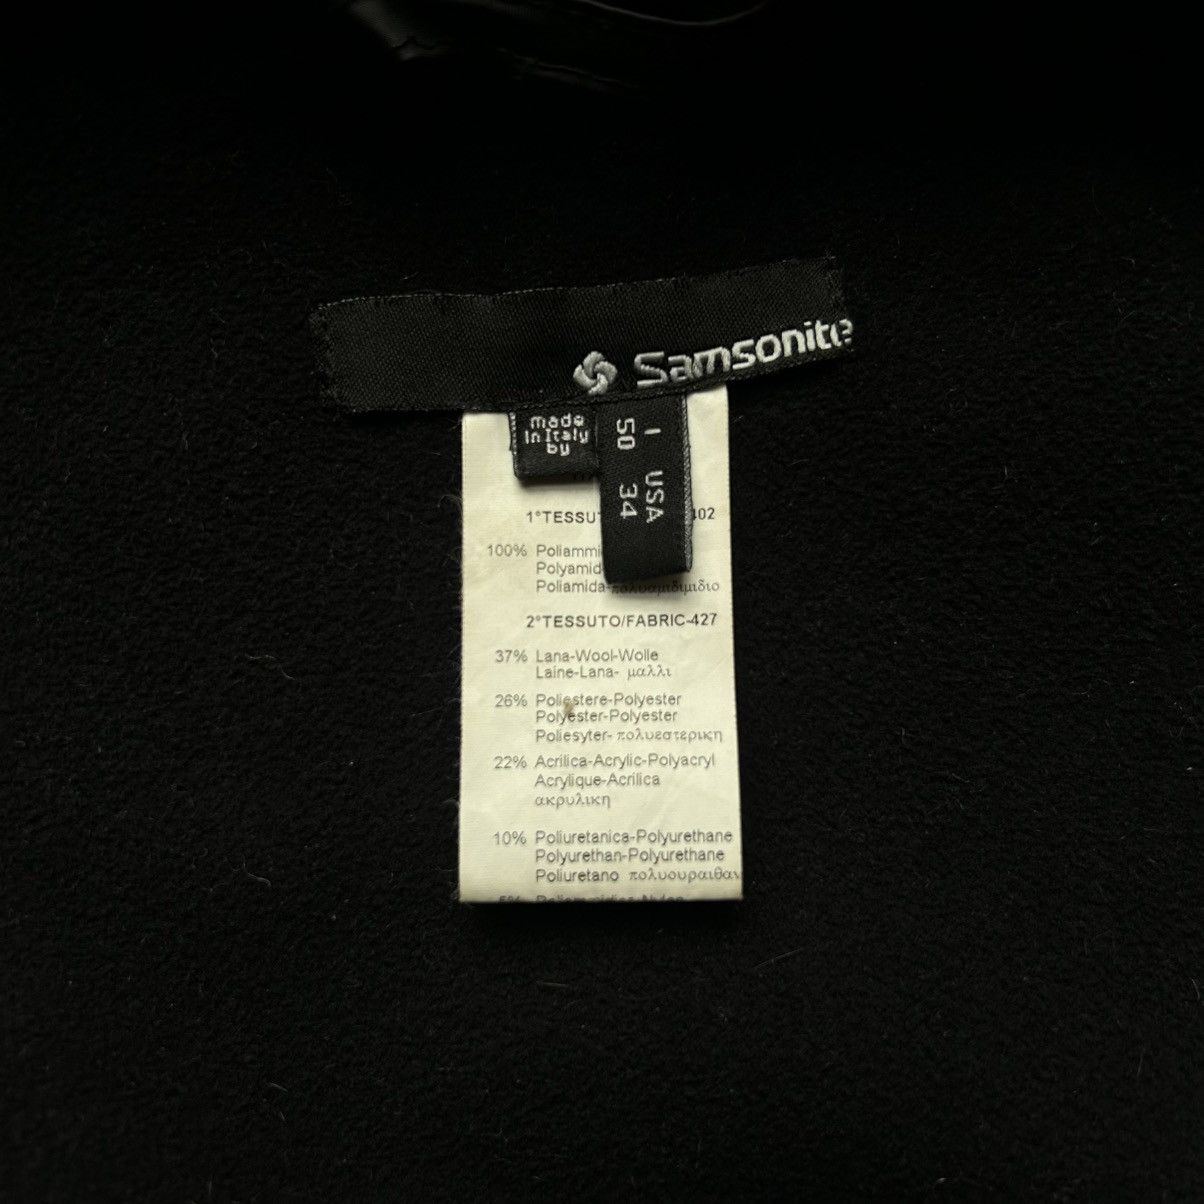 Samsonite
made
in Italy
by
I USA
50 34
1°TESSUT 402
100% Poliammi
Polyamid
Poliamida-
2°TESSUTO/FABRIC-427
37% Lana-Wool-Wolle
Laine-Lana- μαλλι
26% Poliestere-Polyester
Polyester-Polyester
Poliesyter- πολυεστερικη
22% Acrilica-Acrylic-Polyacryl
Acrylique-Acrilica
ακρυλικη
10% Poliuretanica-Polyurethane
Polyurethan-Polyurethane
Poliuretano πολυουραιθαν
5%